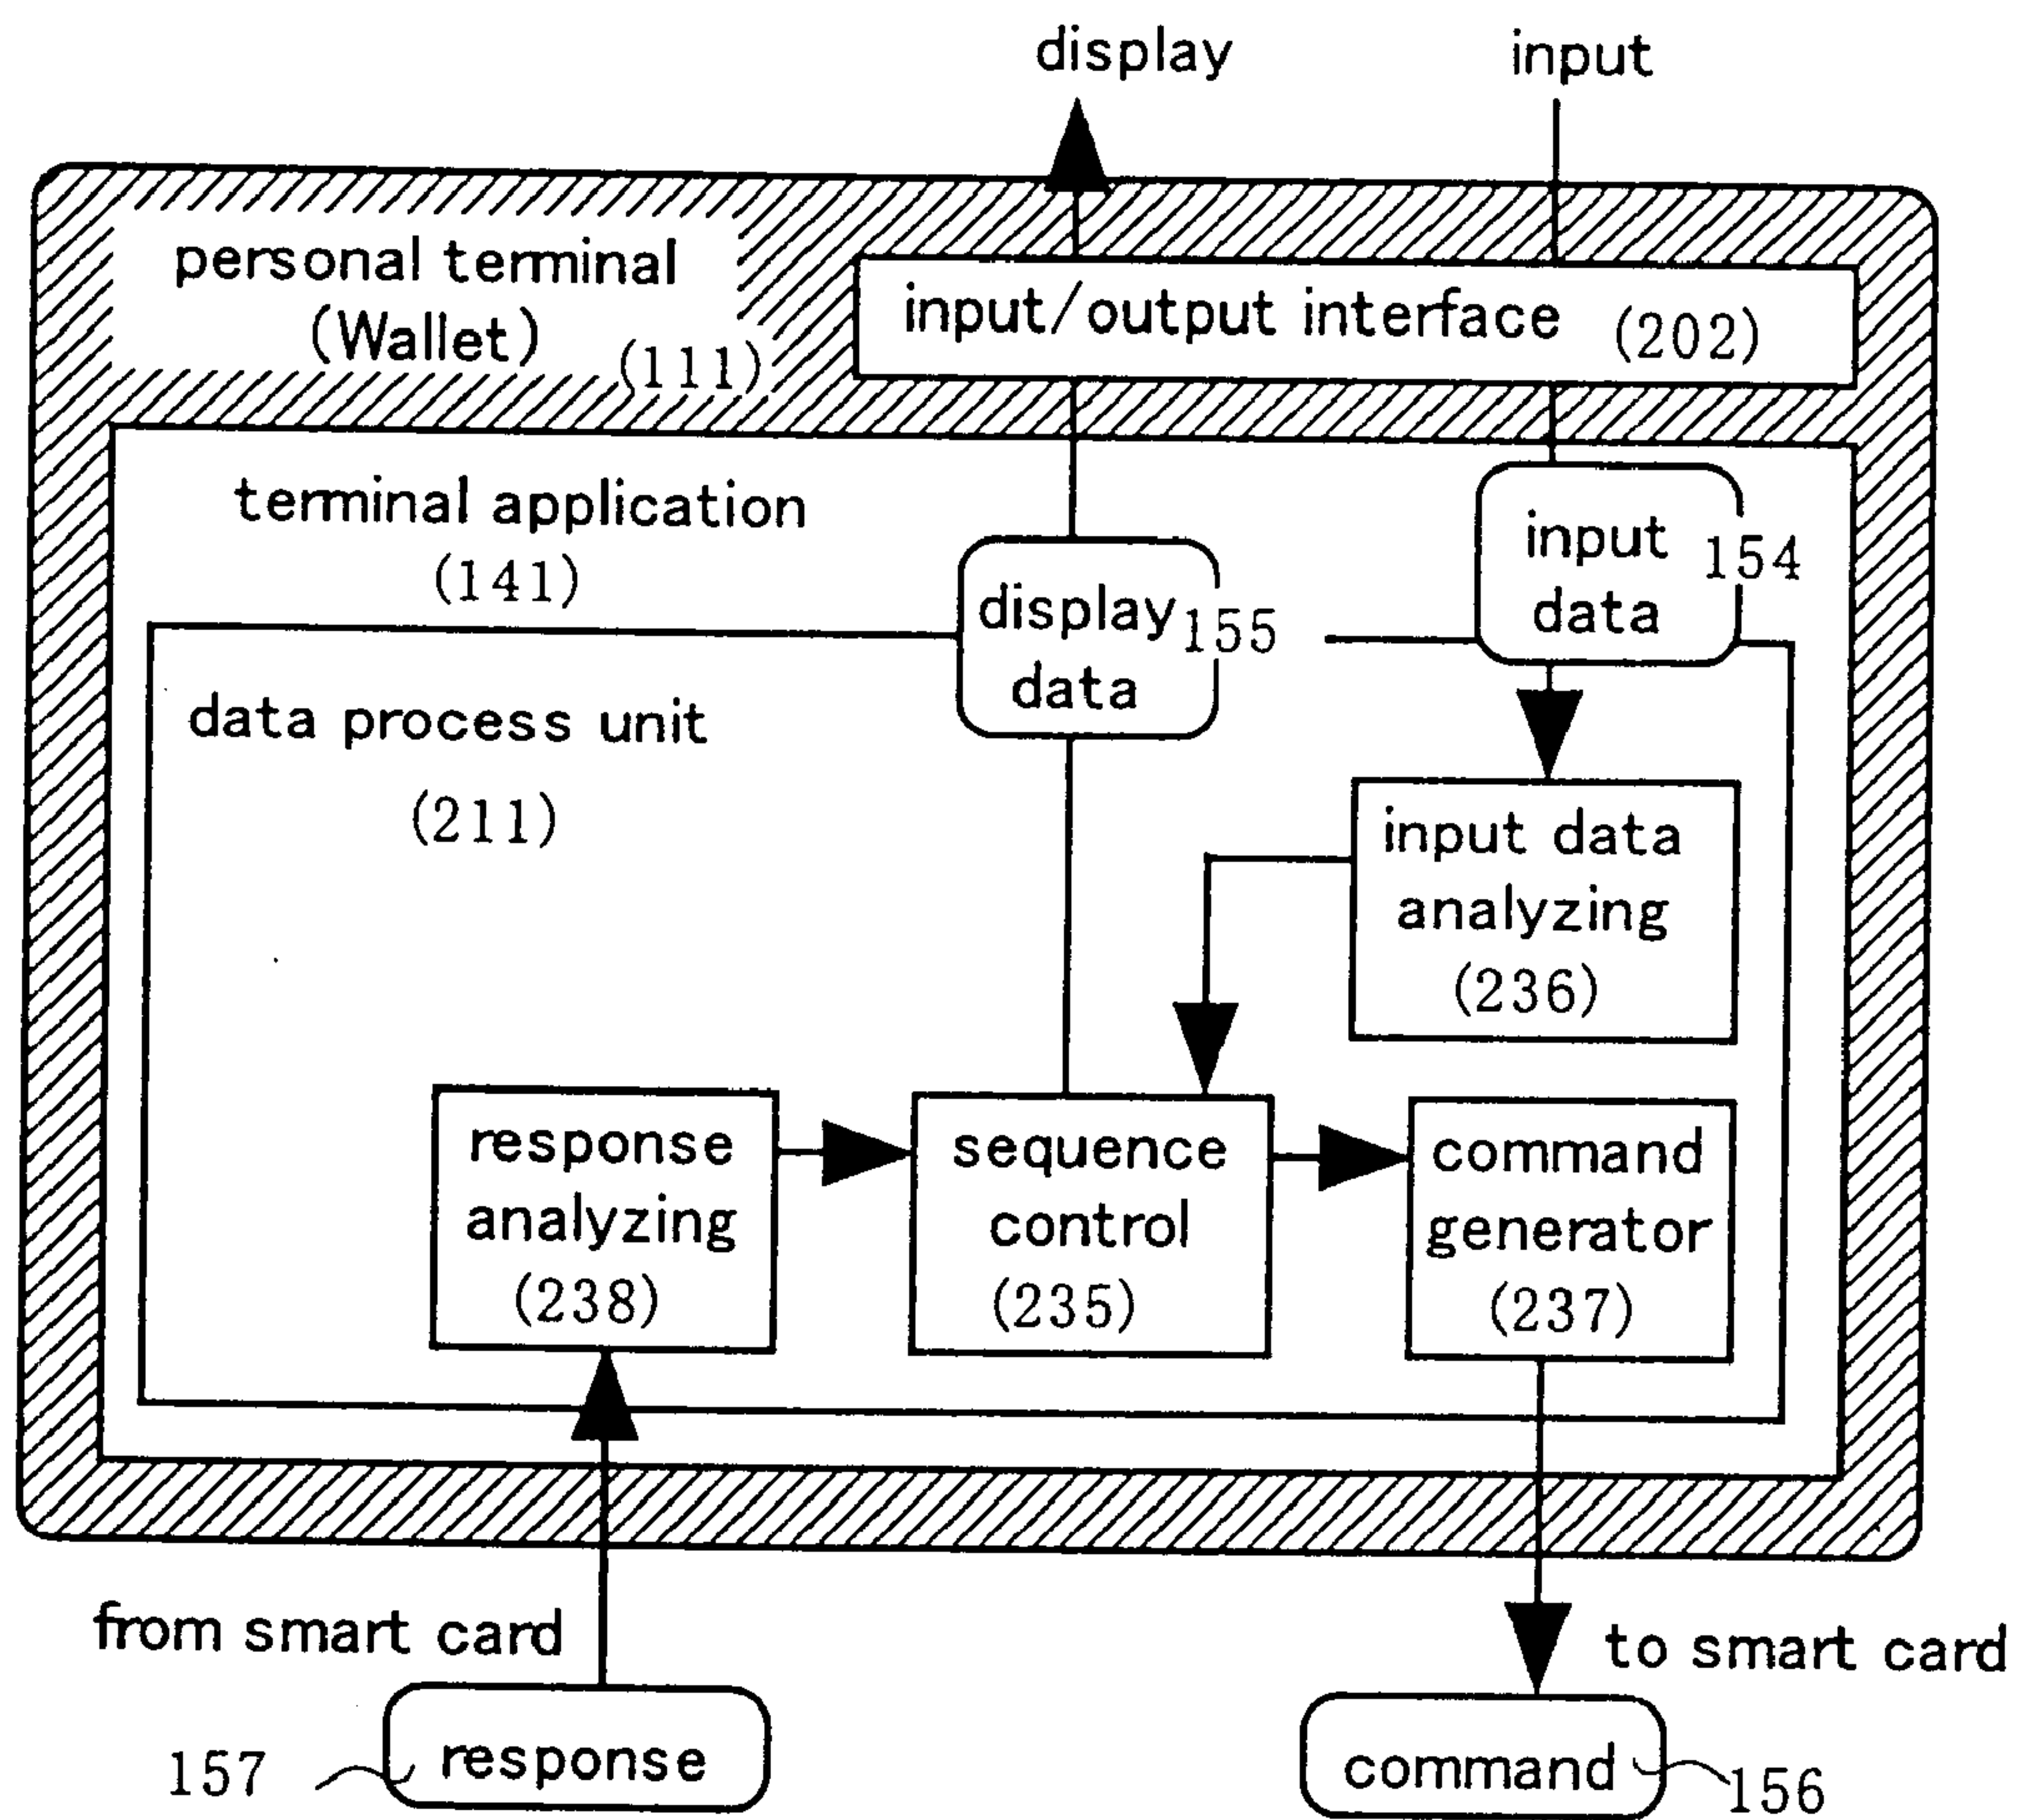 display
input
personal terminal
(Wallet)
(111)
input/output interface (202)
terminal application
(141)
input
data
154
display
data
155
data process unit
(211)
input data
analyzing
(236)
response
analyzing
(238)
sequence
control
(235)
command
generator
(237)
from smart card
to smart card
157
response
command
156